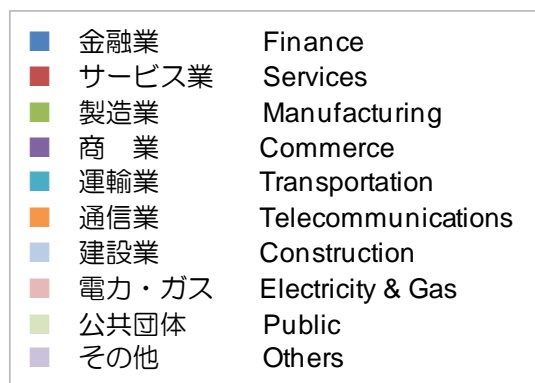 金融業 Finance
サービス業 Services
製造業 Manufacturing
商　業 Commerce
運輸業 Transportation
通信業 Telecommunications
建設業 Construction
電力・ガス Electricity & Gas
公共団体 Public
その他 Others